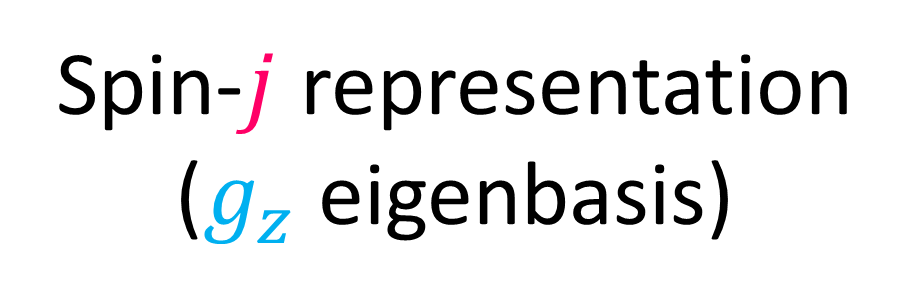 Spin-j representation
(g_z eigenbasis)